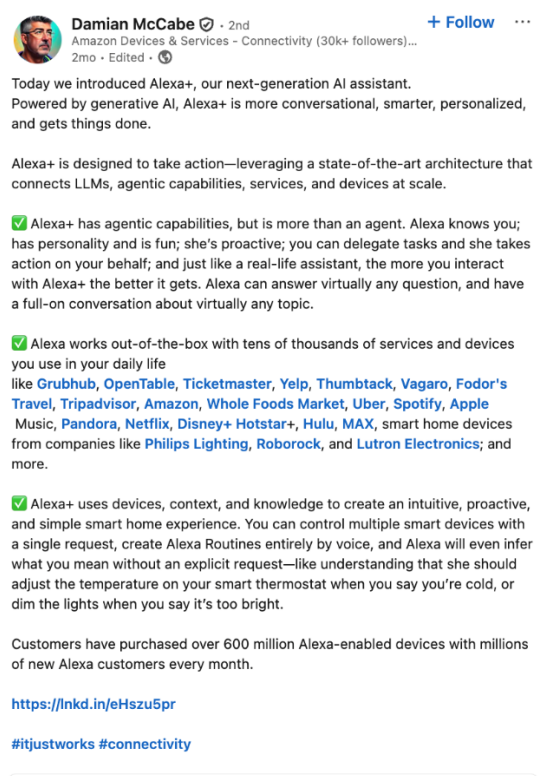 Damian McCabe • 2nd
+ Follow ...
Amazon Devices & Services - Connectivity (30k+ followers)...
2mo • Edited •
Today we introduced Alexa+, our next-generation AI assistant.
Powered by generative AI, Alexa+ is more conversational, smarter, personalized,
and gets things done.
Alexa+ is designed to take action—leveraging a state-of-the-art architecture that
connects LLMs, agentic capabilities, services, and devices at scale.
✅ Alexa+ has agentic capabilities, but is more than an agent. Alexa knows you;
has personality and is fun; she's proactive; you can delegate tasks and she takes
action on your behalf; and just like a real-life assistant, the more you interact
with Alexa+ the better it gets. Alexa can answer virtually any question, and have
a full-on conversation about virtually any topic.
✅ Alexa works out-of-the-box with tens of thousands of services and devices
you use in your daily life
like Grubhub, OpenTable, Ticketmaster, Yelp, Thumbtack, Vagaro, Fodor's
Travel, Tripadvisor, Amazon, Whole Foods Market, Uber, Spotify, Apple
Music, Pandora, Netflix, Disney+ Hotstar+, Hulu, MAX, smart home devices
from companies like Philips Lighting, Roborock, and Lutron Electronics; and
more.
✅ Alexa+ uses devices, context, and knowledge to create an intuitive, proactive,
and simple smart home experience. You can control multiple smart devices with
a single request, create Alexa Routines entirely by voice, and Alexa will even infer
what you mean without an explicit request—like understanding that she should
adjust the temperature on your smart thermostat when you say you're cold, or
dim the lights when you say it's too bright.
Customers have purchased over 600 million Alexa-enabled devices with millions
of new Alexa customers every month.
https://lnkd.in/eHszu5pr
#itjustworks #connectivity